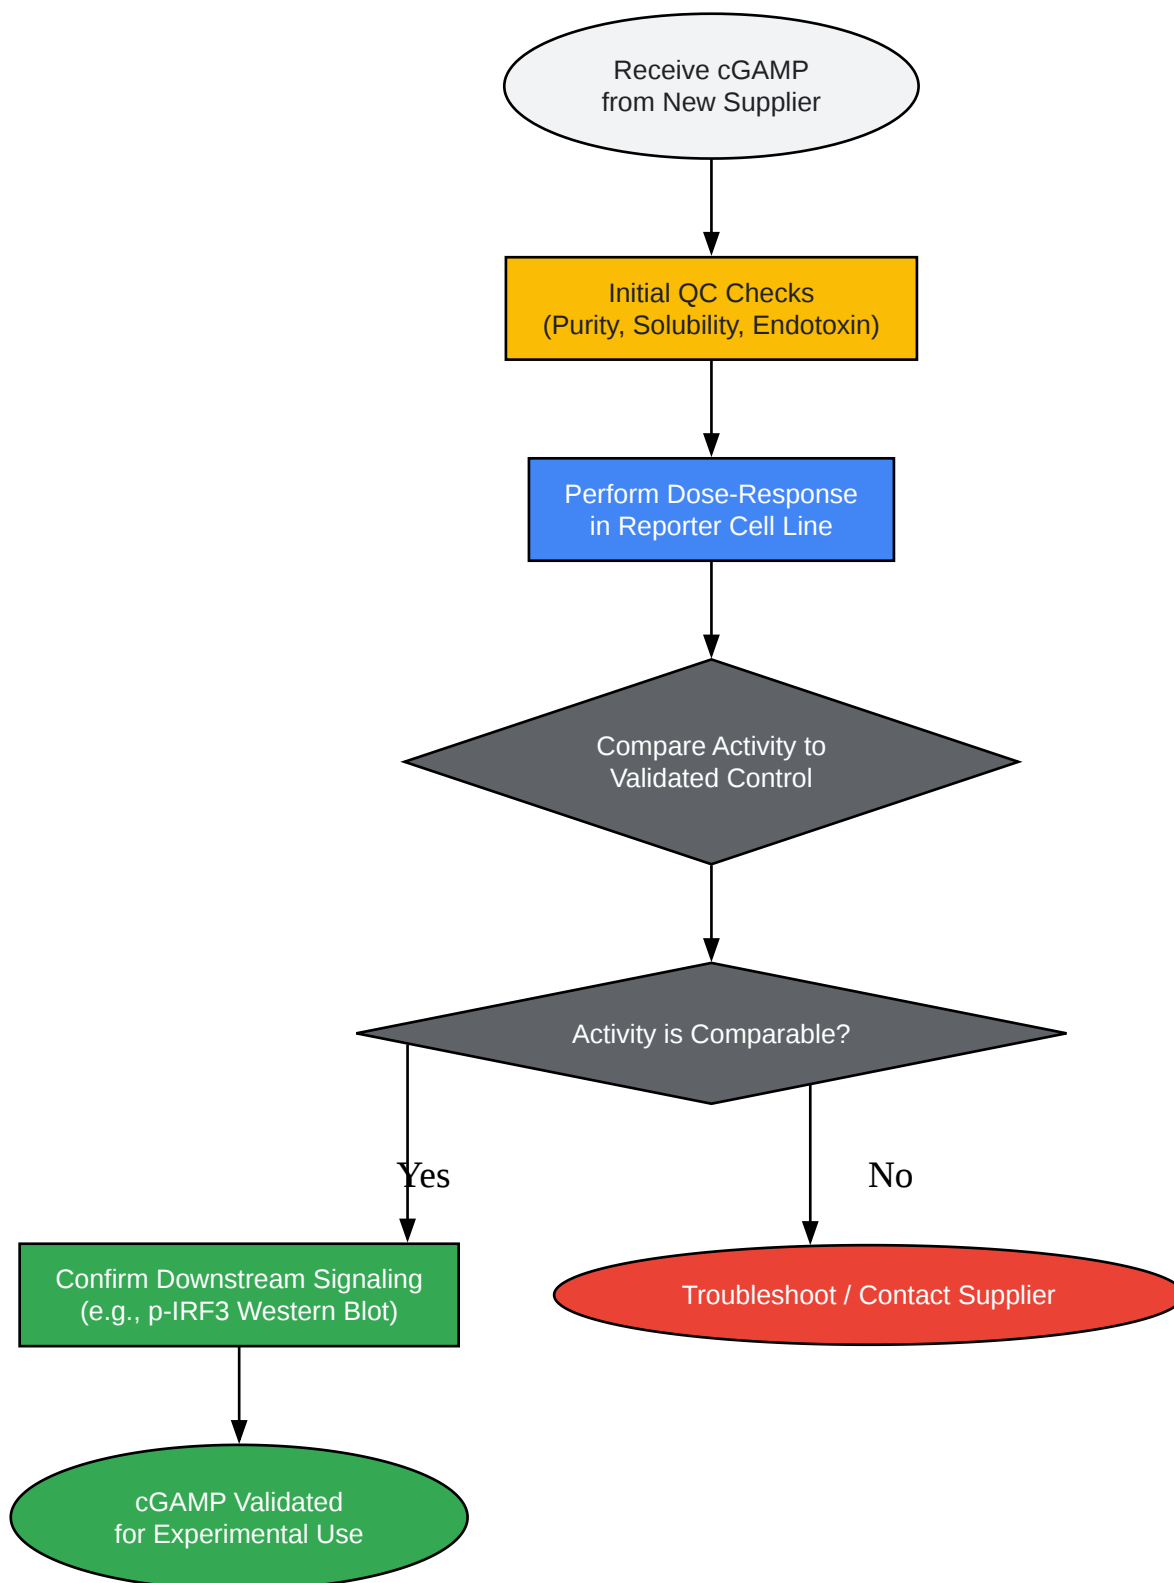 Receive cGAMP
from New Supplier
Initial QC Checks
(Purity, Solubility, Endotoxin)
Perform Dose-Response
in Reporter Cell Line
Compare Activity to
Validated Control
Activity is Comparable?
Yes
No
Confirm Downstream Signaling
(e.g., p-IRF3 Western Blot)
Troubleshoot / Contact Supplier
cGAMP Validated
for Experimental Use